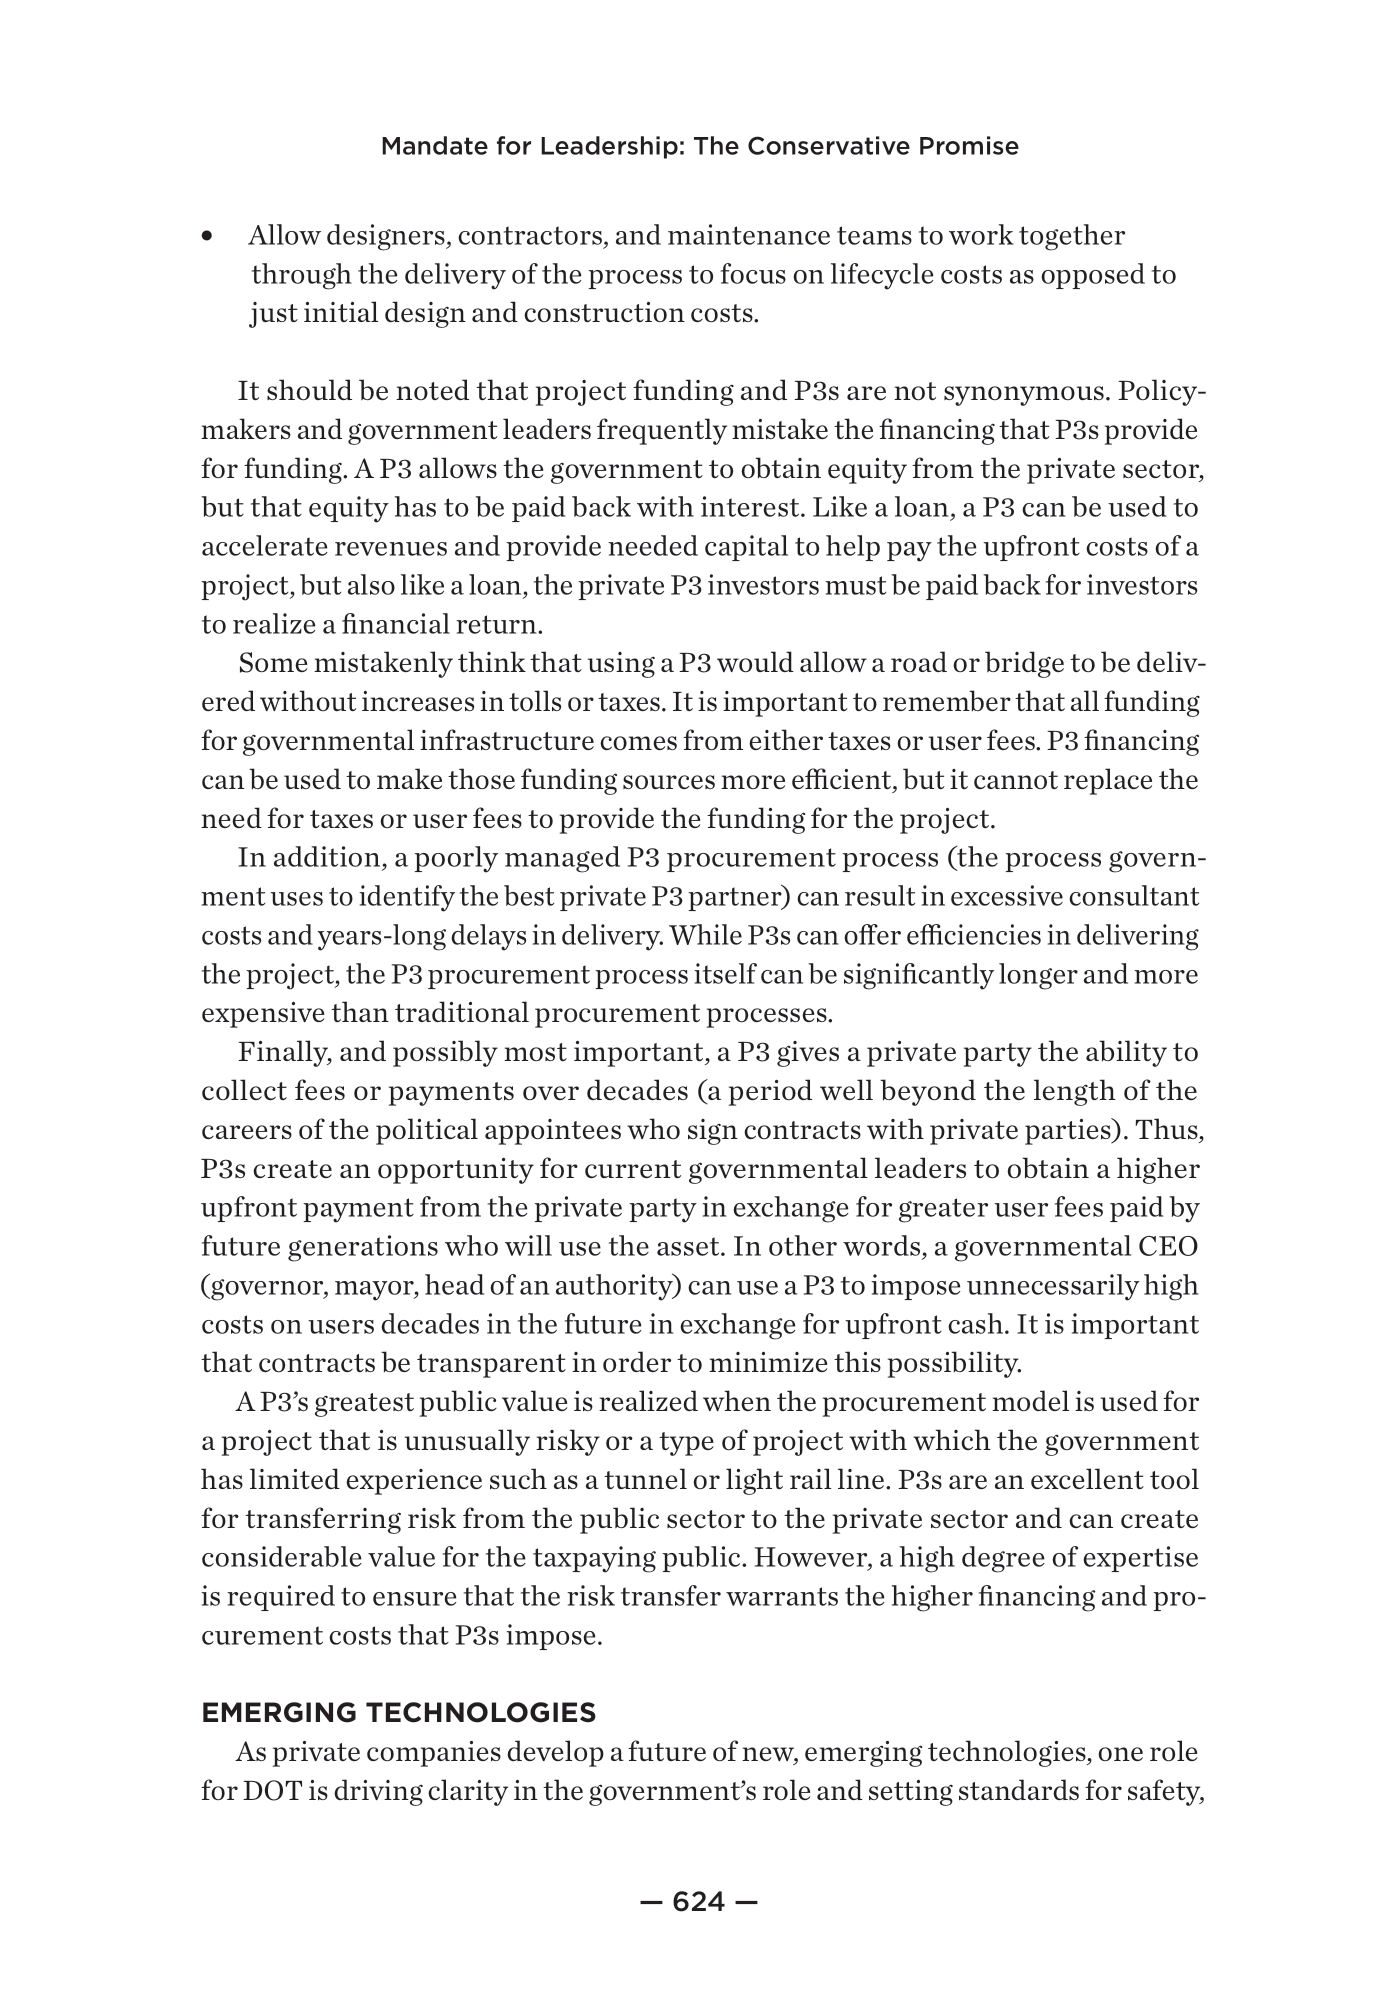 Mandate for Leadership: The Conservative Promise
• Allow designers, contractors, and maintenance teams to work together
through the delivery of the process to focus on lifecycle costs as opposed to
just initial design and construction costs.
It should be noted that project funding and P3s are not synonymous. Policy-
makers and government leaders frequently mistake the financing that P3s provide
for funding. A P3 allows the government to obtain equity from the private sector,
but that equity has to be paid back with interest. Like a loan, a P3 can be used to
accelerate revenues and provide needed capital to help pay the upfront costs of a
project, but also like a loan, the private P3 investors must be paid back for investors
to realize a financial return.
Some mistakenly think that using a P3 would allow a road or bridge to be deliv-
ered without increases in tolls or taxes. It is important to remember that all funding
for governmental infrastructure comes from either taxes or user fees. P3 financing
can be used to make those funding sources more efficient, but it cannot replace the
need for taxes or user fees to provide the funding for the project.
In addition, a poorly managed P3 procurement process (the process govern-
ment uses to identify the best private P3 partner) can result in excessive consultant
costs and years-long delays in delivery. While P3s can offer efficiencies in delivering
the project, the P3 procurement process itself can be significantly longer and more
expensive than traditional procurement processes.
Finally, and possibly most important, a P3 gives a private party the ability to
collect fees or payments over decades (a period well beyond the length of the
careers of the political appointees who sign contracts with private parties). Thus,
P3s create an opportunity for current governmental leaders to obtain a higher
upfront payment from the private party in exchange for greater user fees paid by
future generations who will use the asset. In other words, a governmental CEO
(governor, mayor, head of an authority) can use a P3 to impose unnecessarily high
costs on users decades in the future in exchange for upfront cash. It is important
that contracts be transparent in order to minimize this possibility.
A P3’s greatest public value is realized when the procurement model is used for
a project that is unusually risky or a type of project with which the government
has limited experience such as a tunnel or light rail line. P3s are an excellent tool
for transferring risk from the public sector to the private sector and can create
considerable value for the taxpaying public. However, a high degree of expertise
is required to ensure that the risk transfer warrants the higher financing and pro-
curement costs that P3s impose.
EMERGING TECHNOLOGIES
As private companies develop a future of new, emerging technologies, one role
for DOT is driving clarity in the government’s role and setting standards for safety,
— 624 —